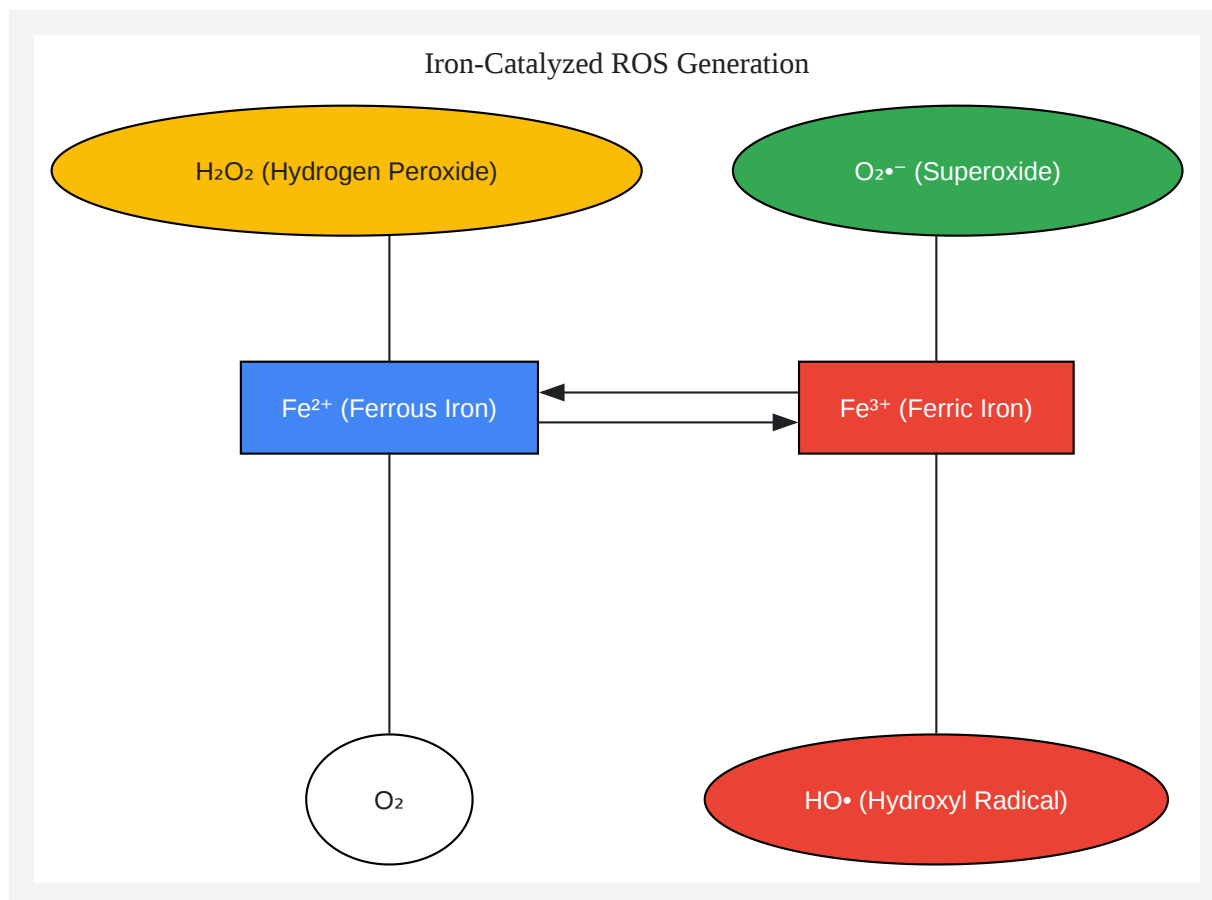 Iron-Catalyzed ROS Generation
H₂O₂ (Hydrogen Peroxide)
O₂•⁻ (Superoxide)
Fe²⁺ (Ferrous Iron)
Fe³⁺ (Ferric Iron)
O₂
HO• (Hydroxyl Radical)